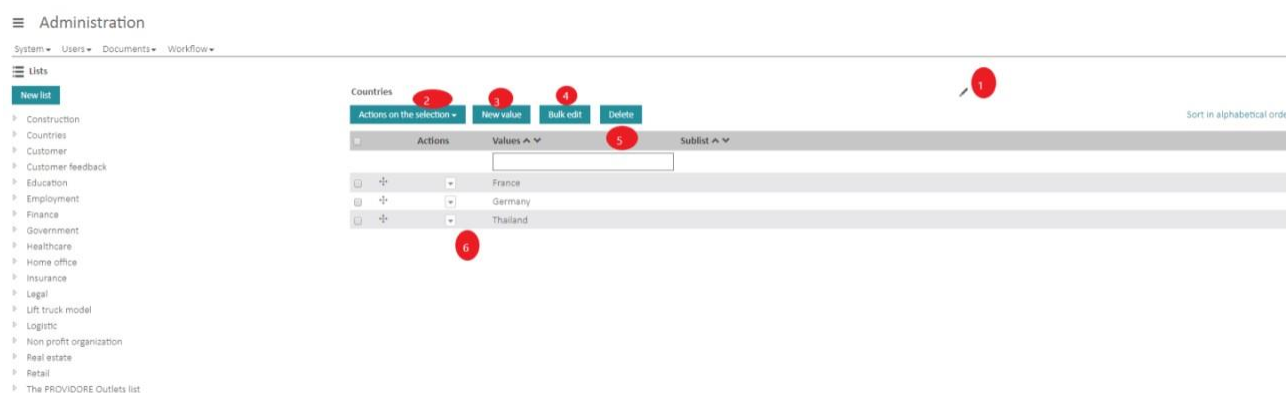 Administration
System Users Documents Workflow
Lists
New list
Construction
Countries
Customer
Customer feedback
Education
Employment
Finance
Government
Healthcare
Home office
Insurance
Legal
Lift truck model
Logistic
Non profit organization
Real estate
Retail
The PROVIDORE Outlets list
Countries
1
2 3 4
Actions on the selection New value Bulk edit Delete
Sort in alphabetical orde
5
Actions Values Sublist
France
Germany
Thailand
6